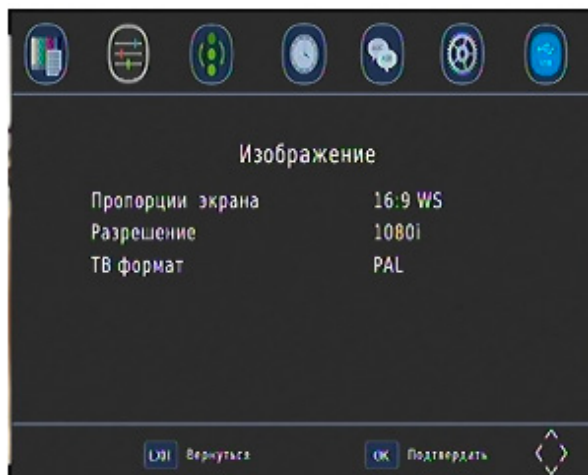 Изображение
Пропорции экрана 16:9 WS
Разрешение 1080i
ТВ формат PAL
EXIT Вернуться OK Подтвердить